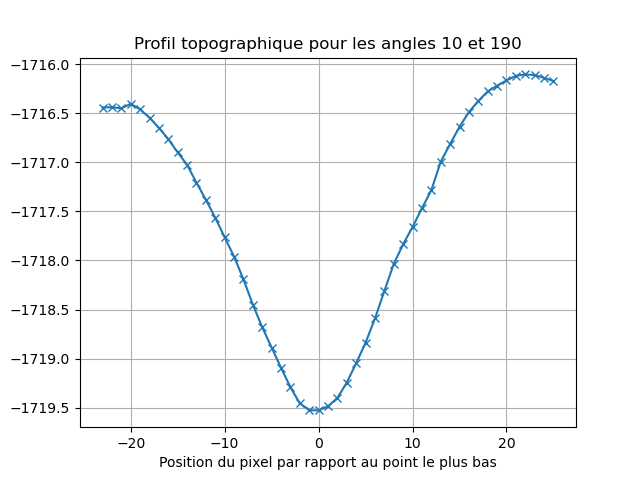 Profil topographique pour les angles 10 et 190
−1716.0
−1716.5
−1717.0
−1717.5
−1718.0
−1718.5
−1719.0
−1719.5
−20 −10 0 10 20
Position du pixel par rapport au point le plus bas